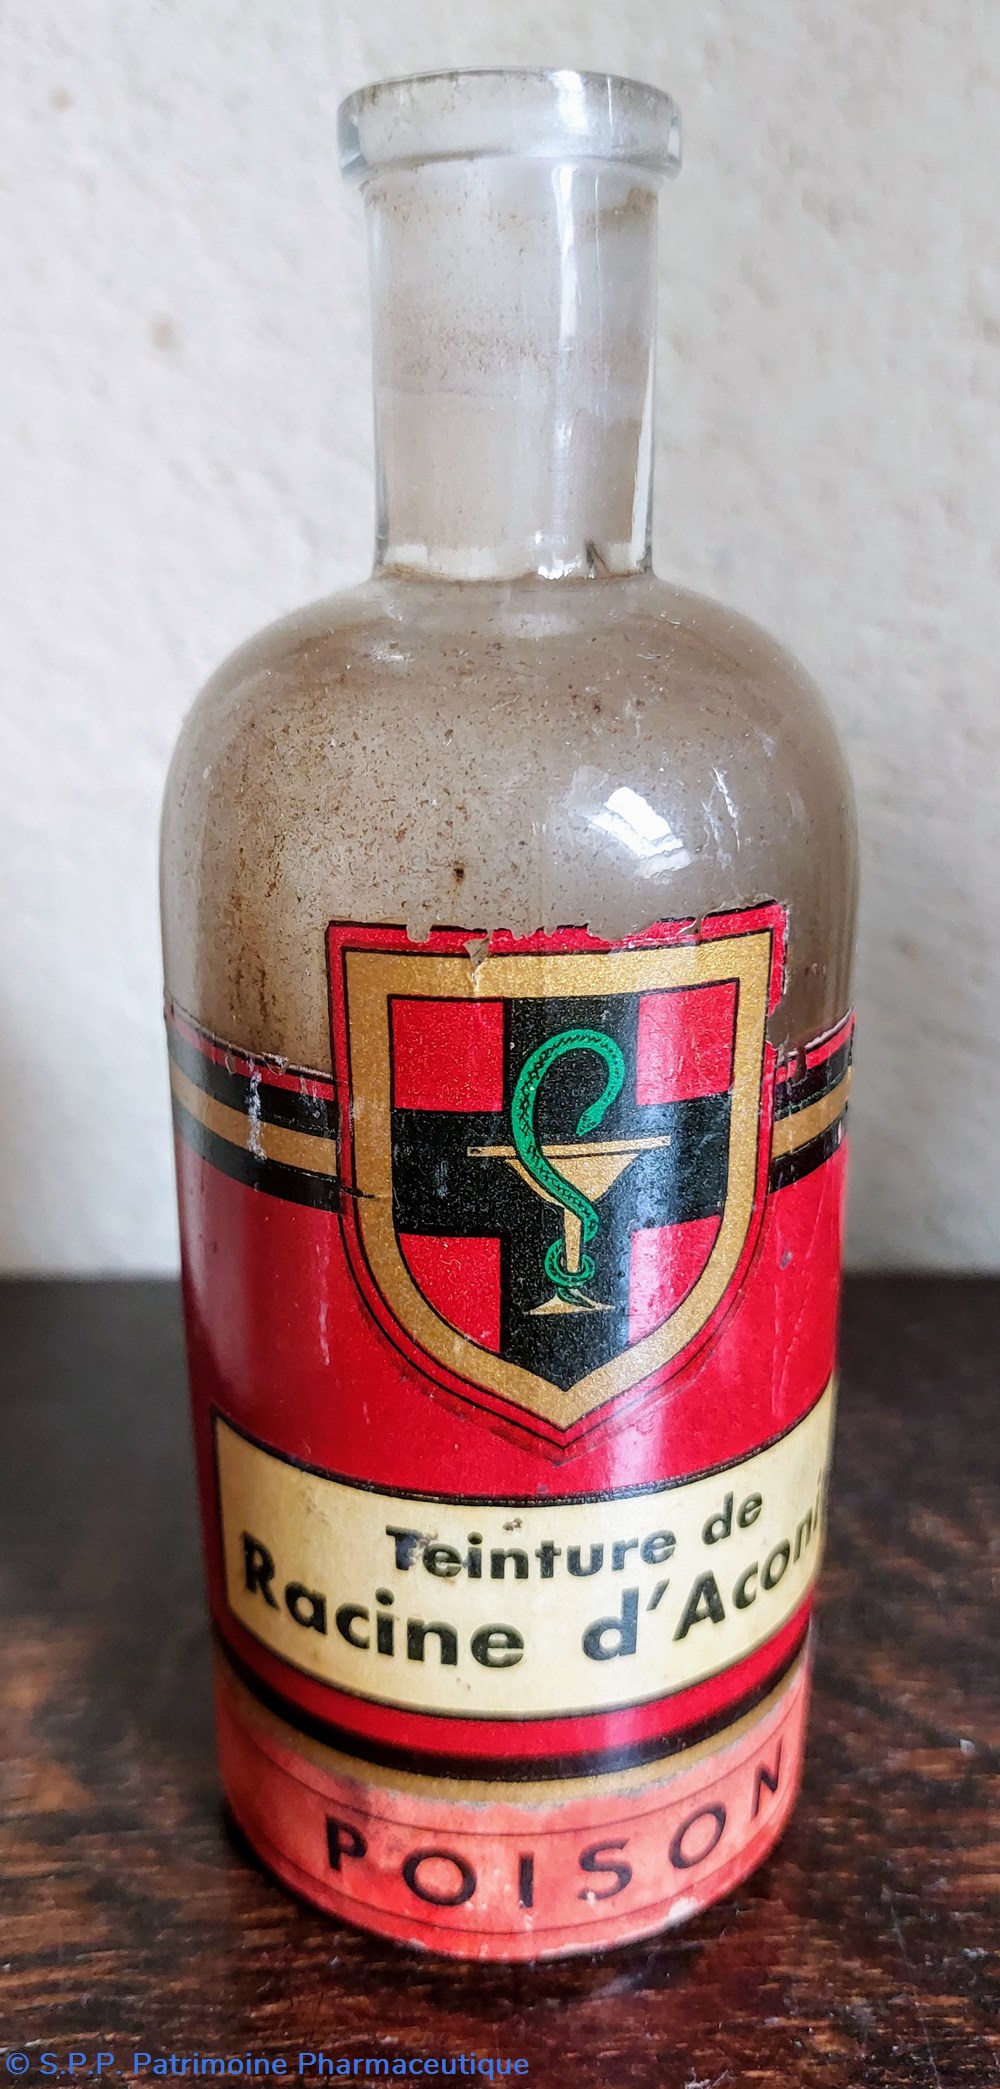 Teinture de
Racine d'Aconi
POISON
© S.P.P. Patrimoine Pharmaceutique